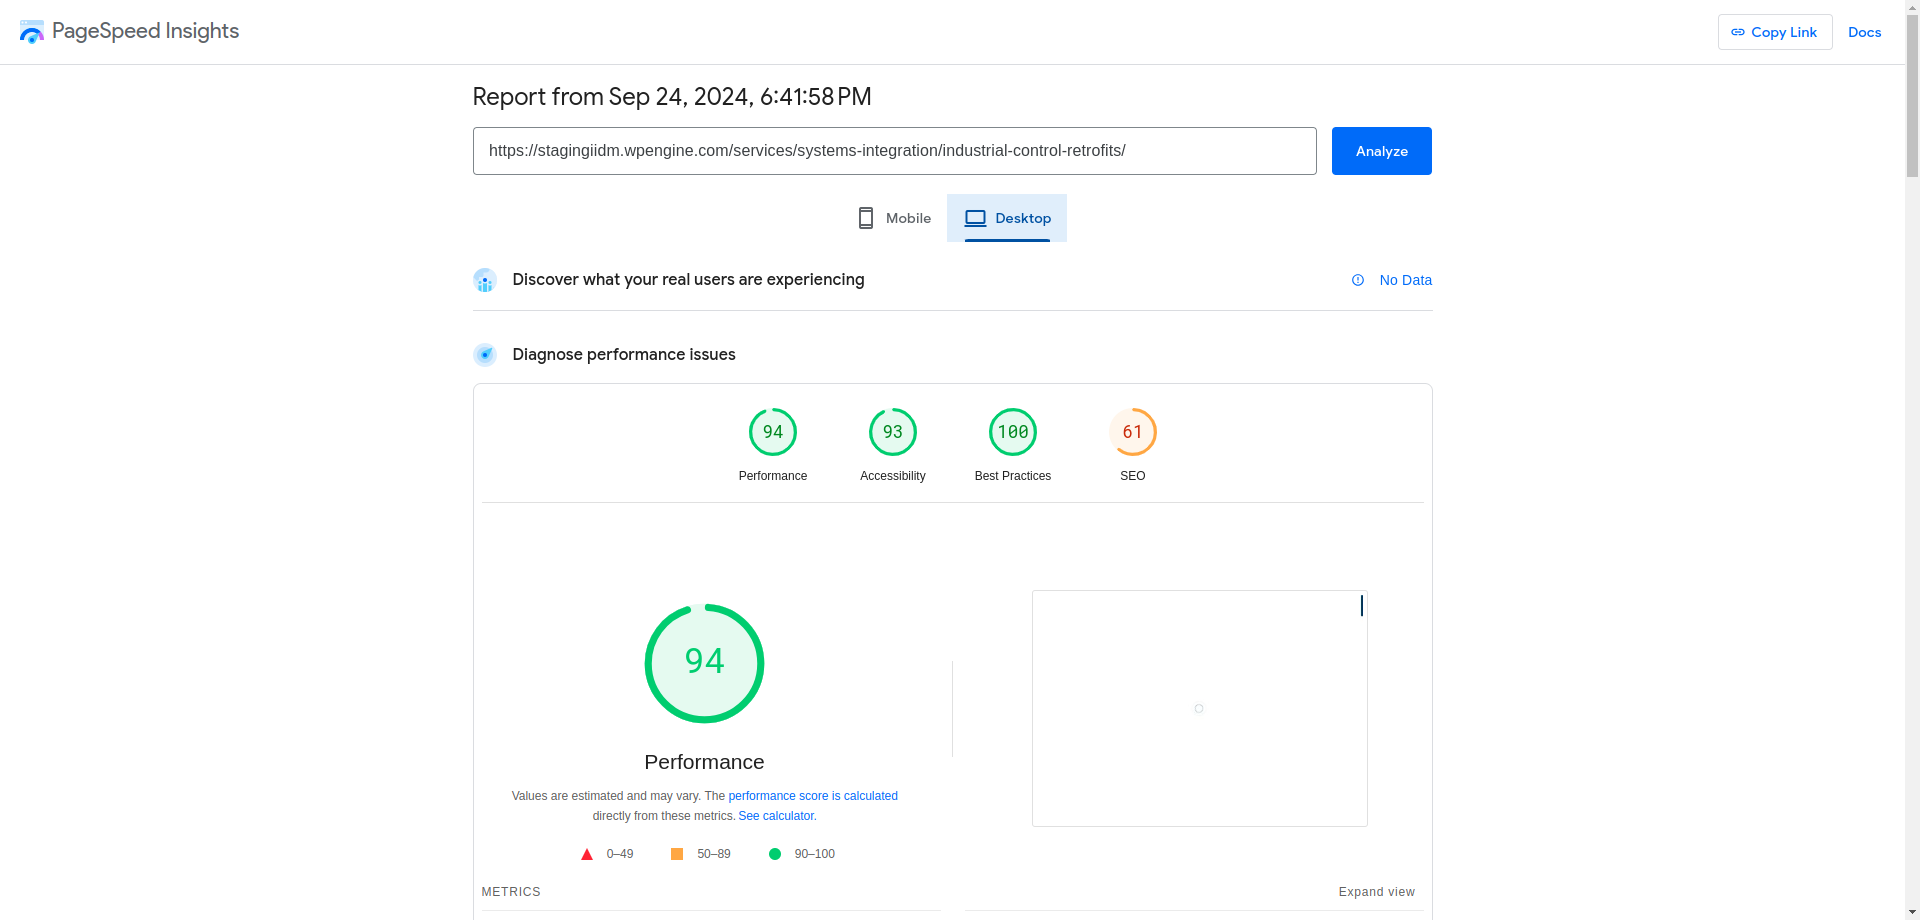 PageSpeed Insights
Copy Link
Docs
Report from Sep 24, 2024, 6:41:58 PM
https://stagingiidm.wpengine.com/services/systems-integration/industrial-control-retrofits/
Analyze
Mobile
Desktop
Discover what your real users are experiencing
No Data
Diagnose performance issues
94
93
100
61
Performance
Accessibility
Best Practices
SEO
94
Performance
Values are estimated and may vary. The performance score is calculated
directly from these metrics. See calculator.
0–49
50–89
90–100
METRICS
Expand view